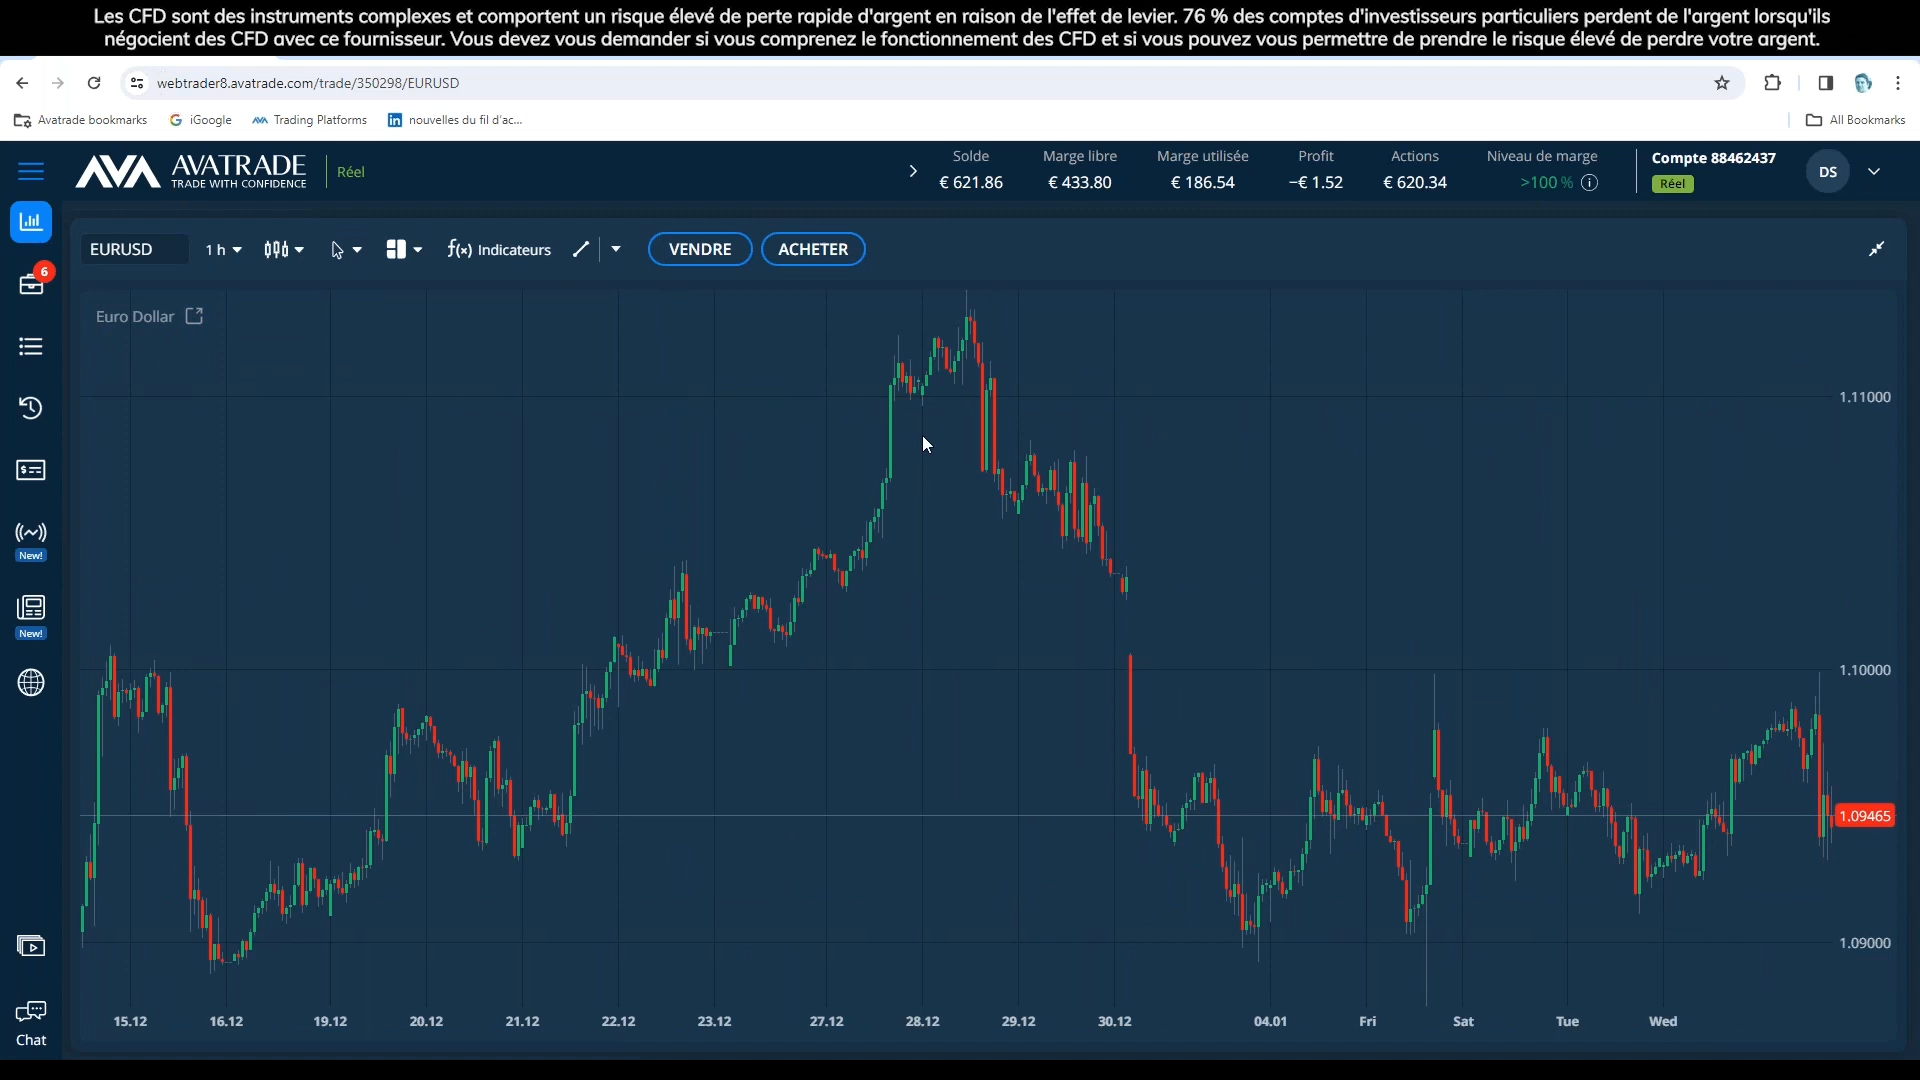 Les CFD sont des instruments complexes et comportent un risque élevé de perte rapide d'argent en raison de l'effet de levier. 76 % des comptes d'investisseurs particuliers perdent de l'argent lorsqu'ils
négocient des CFD avec ce fournisseur. Vous devez vous demander si vous comprenez le fonctionnement des CFD et si vous pouvez vous permettre de prendre le risque élevé de perdre votre argent.
webtrader8.avatrade.com/trade/350298/EURUSD
Avatrade bookmarks iGoogle Trading Platforms nouvelles du fil d'ac... All Bookmarks
AVA AVATRADE
TRADE WITH CONFIDENCE
Réel
Solde Marge libre Marge utilisée Profit Actions Niveau de marge
€ 621.86 € 433.80 € 186.54 −€ 1.52 € 620.34 >100 %
Compte 88462437
Réel
DS
EURUSD 1 h f(x) Indicateurs VENDRE ACHETER
6
Euro Dollar
1.11000
New!
New!
1.10000
1.09465
1.09000
15.12 16.12 19.12 20.12 21.12 22.12 23.12 27.12 28.12 29.12 30.12 04.01 Fri Sat Tue Wed
Chat